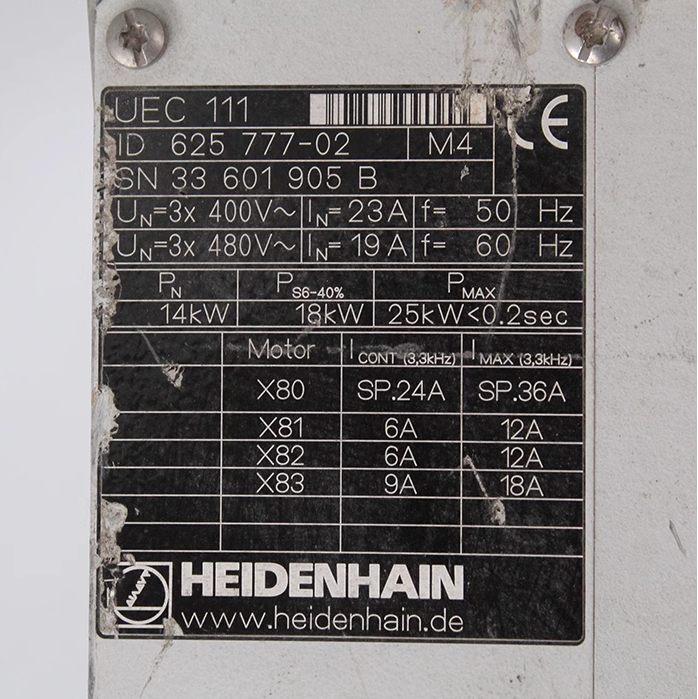 UEC 111
CE
ID 625 777-02 M4
SN 33 601 905 B
UN=3x 400V~ IN=23A f= 50 Hz
UN=3x 480V~ IN=19A f= 60 Hz
PN PS6-40% PMAX
14kW 18kW 25kW<0.2sec
Motor ICONT (3,3kHz) IMAX (3,3kHz)
X80 SP.24A SP.36A
X81 6A 12A
X82 6A 12A
X83 9A 18A
HEIDENHAIN
www.heidenhain.de